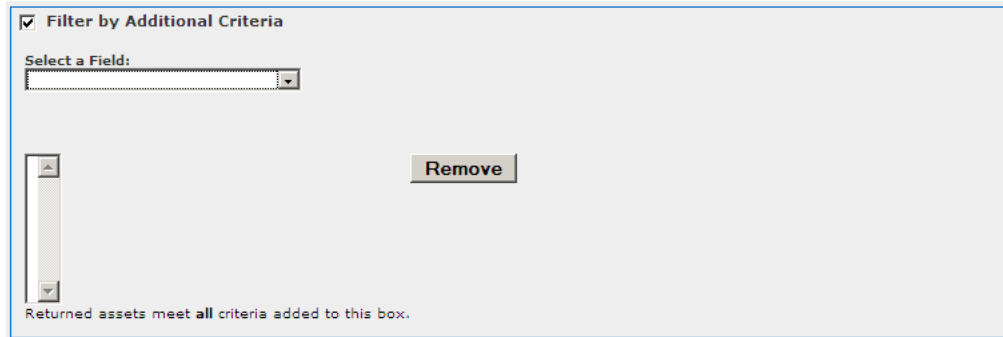 Filter by Additional Criteria
Select a Field:
Remove
Returned assets meet all criteria added to this box.